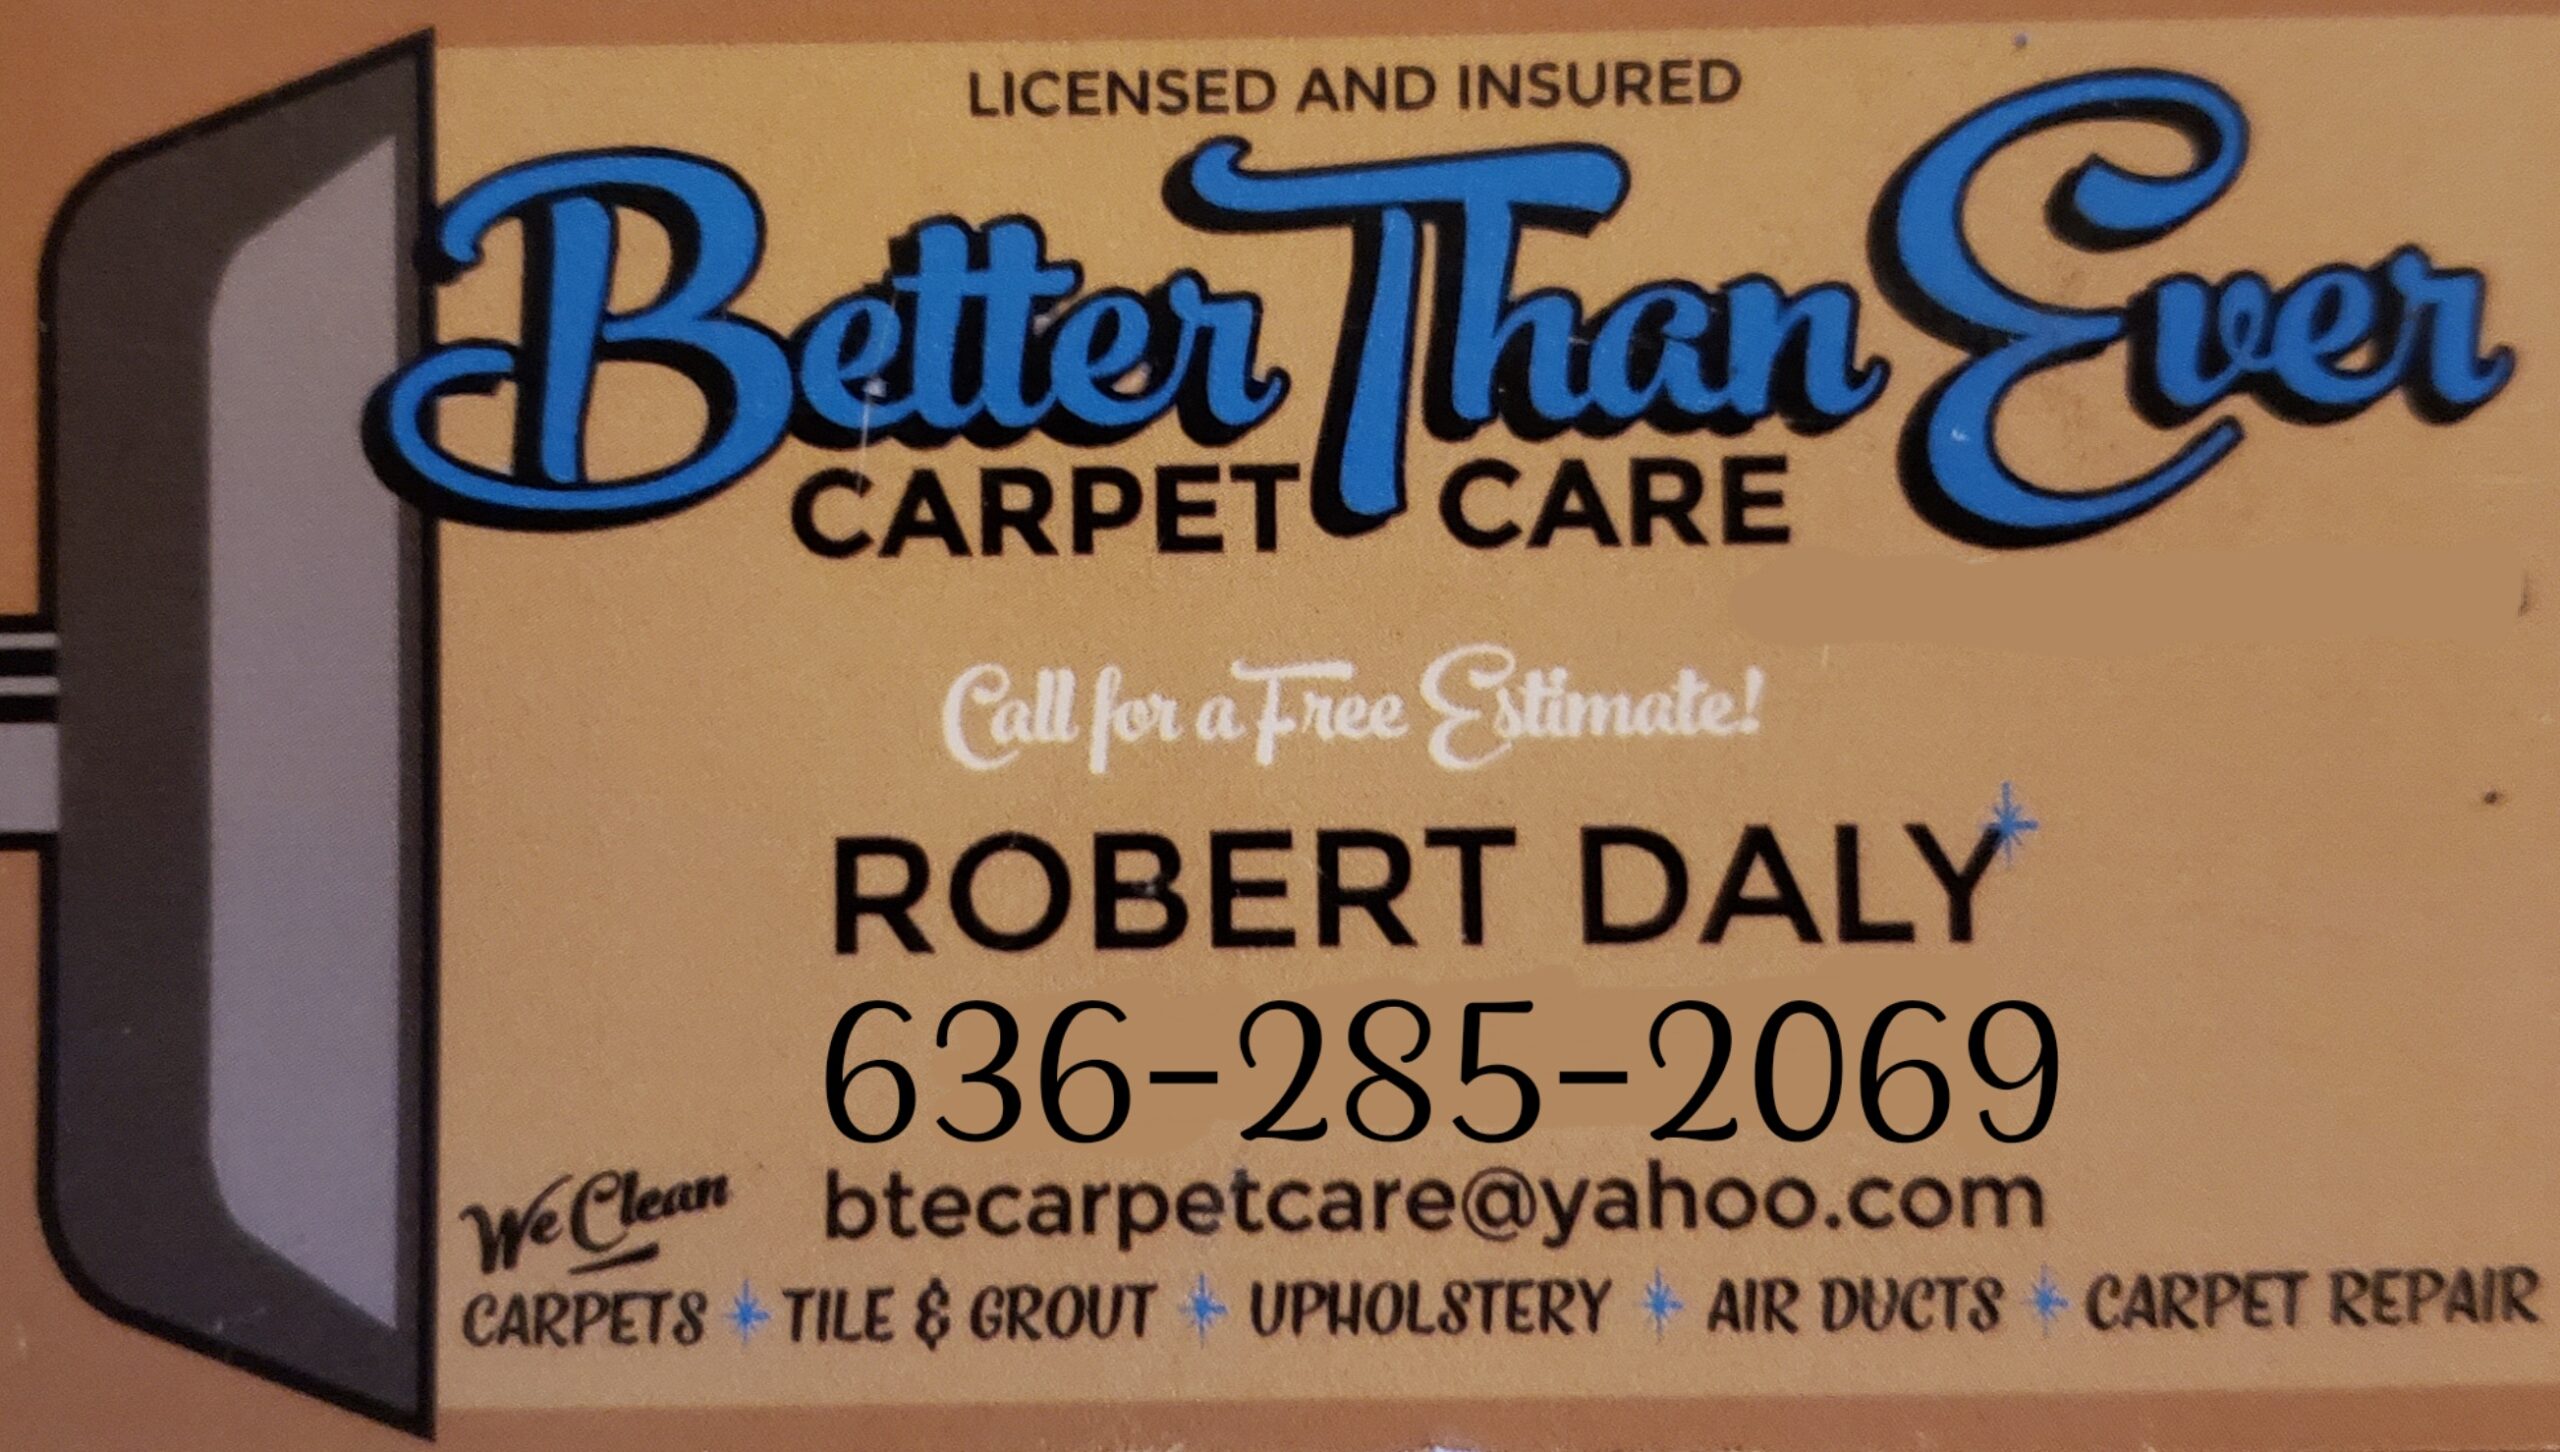 LICENSED AND INSURED
Better Than Ever
CARPET CARE
Call for a Free Estimate!
ROBERT DALY
636-285-2069
We Clean
btecarpetcare@yahoo.com
CARPETS TILE & GROUT UPHOLSTERY AIR DUCTS CARPET REPAIR